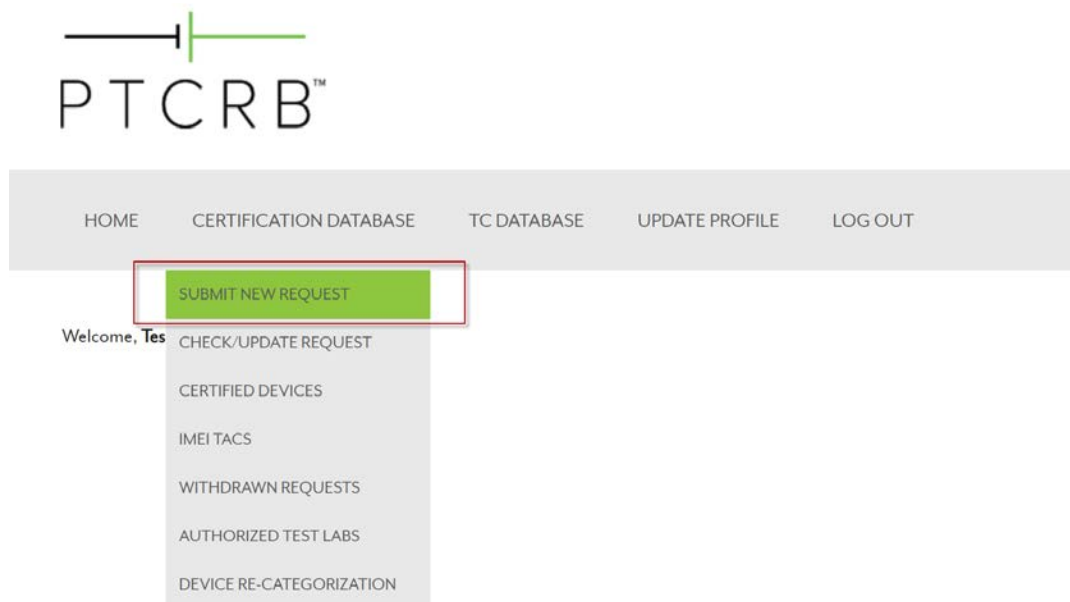 PTCRB™
HOME CERTIFICATION DATABASE TC DATABASE UPDATE PROFILE LOG OUT
SUBMIT NEW REQUEST
Welcome, Tes
CHECK/UPDATE REQUEST
CERTIFIED DEVICES
IMEI TACS
WITHDRAWN REQUESTS
AUTHORIZED TEST LABS
DEVICE RE-CATEGORIZATION